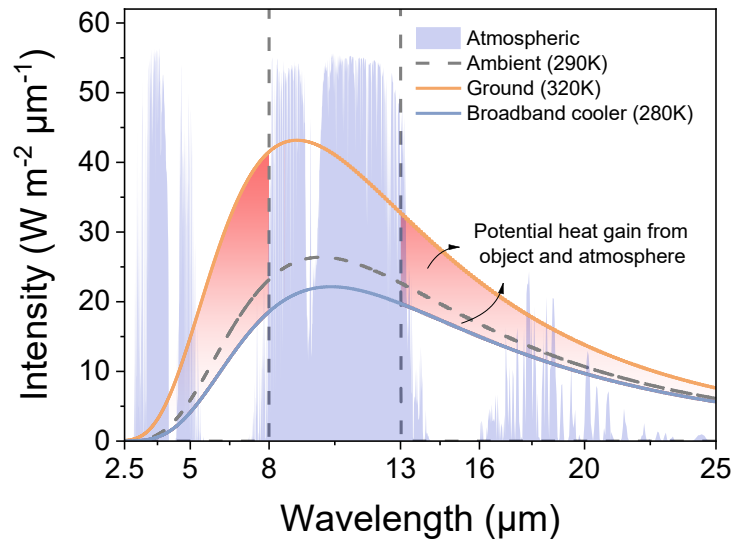 Intensity (W m⁻² µm⁻¹)
60
50
40
30
20
10
0
Atmospheric
Ambient (290K)
Ground (320K)
Broadband cooler (280K)
Potential heat gain from
object and atmosphere
2.5 5 8 13 16 20 25
Wavelength (µm)